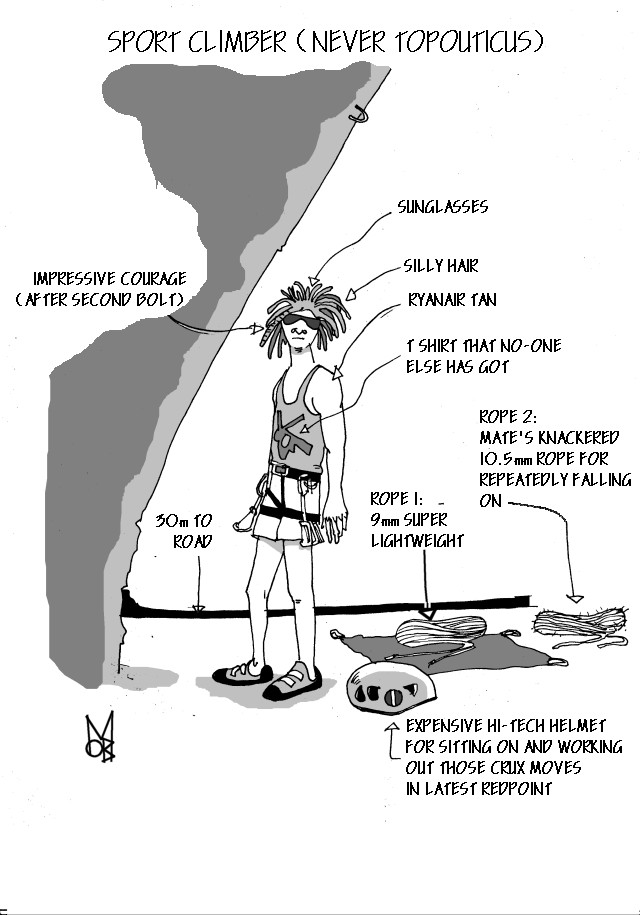 SPORT CLIMBER (NEVER TOPOUTICUS)
SUNGLASSES
SILLY HAIR
IMPRESSIVE COURAGE
(AFTER SECOND BOLT)
RYANAIR TAN
T SHIRT THAT NO-ONE
ELSE HAS GOT
ROPE 2:
MATE'S KNACKERED
10.5mm ROPE FOR
REPEATEDLY FALLING
ON
ROPE 1:
9mm SUPER
LIGHTWEIGHT
30m TO
ROAD
EXPENSIVE HI-TECH HELMET
FOR SITTING ON AND WORKING
OUT THOSE CRUX MOVES
IN LATEST REDPOINT